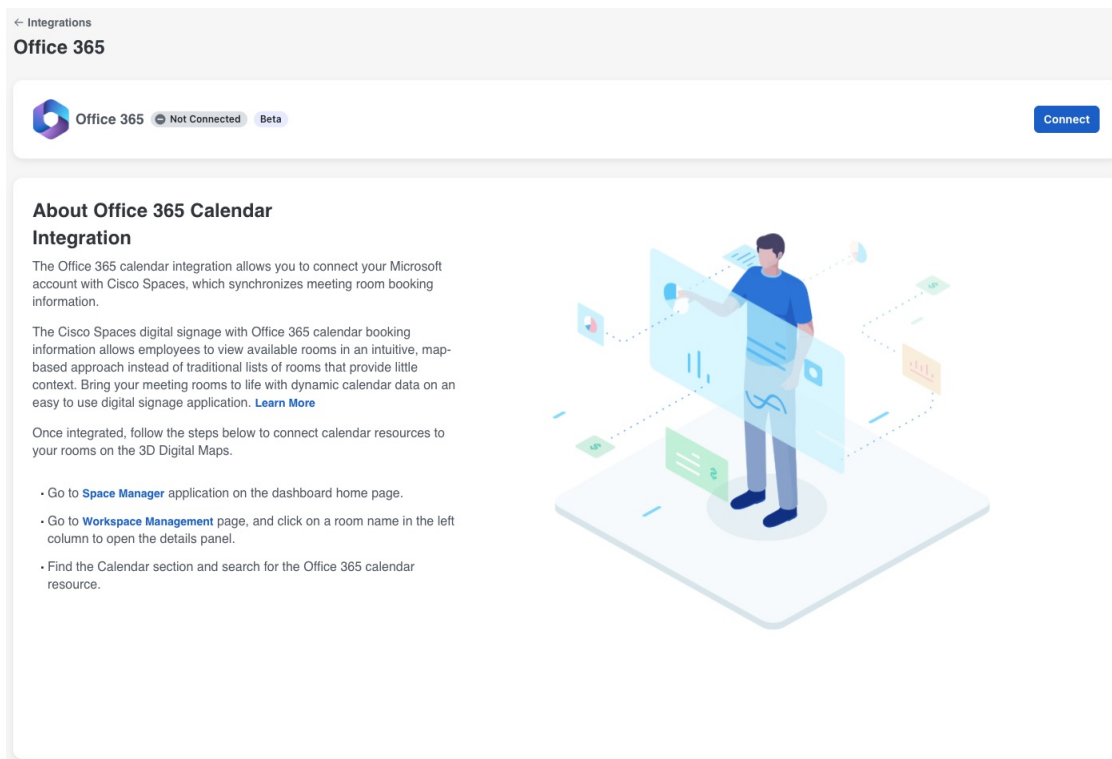 ← Integrations
Office 365
Office 365 Not Connected Beta Connect
About Office 365 Calendar
Integration
The Office 365 calendar integration allows you to connect your Microsoft
account with Cisco Spaces, which synchronizes meeting room booking
information.
The Cisco Spaces digital signage with Office 365 calendar booking
information allows employees to view available rooms in an intuitive, map-
based approach instead of traditional lists of rooms that provide little
context. Bring your meeting rooms to life with dynamic calendar data on an
easy to use digital signage application. Learn More
Once integrated, follow the steps below to connect calendar resources to
your rooms on the 3D Digital Maps.
• Go to Space Manager application on the dashboard home page.
• Go to Workspace Management page, and click on a room name in the left
column to open the details panel.
• Find the Calendar section and search for the Office 365 calendar
resource.